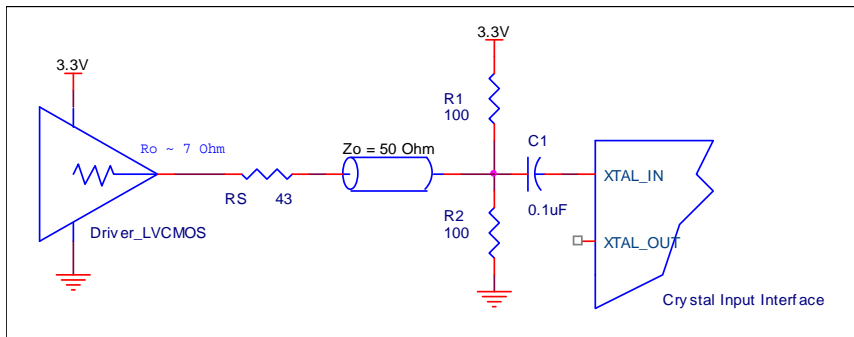 3.3V
3.3V
R1
100
C1
Ro ~ 7 Ohm
Zo = 50 Ohm
XTAL_IN
RS 43
0.1uF
R2
100
Driver_LVCMOS
XTAL_OUT
Crystal Input Interface